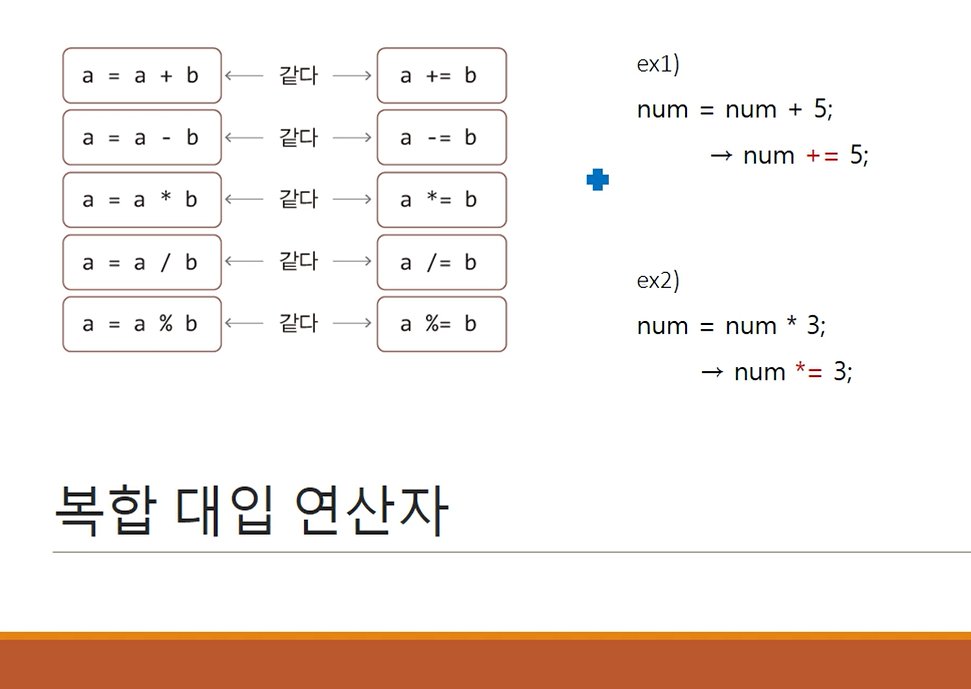 a = a + b 같다 a += b
a = a - b 같다 a -= b
a = a * b 같다 a *= b
a = a / b 같다 a /= b
a = a % b 같다 a %= b
ex1)
num = num + 5;
→ num += 5;
ex2)
num = num * 3;
→ num *= 3;
복합 대입 연산자